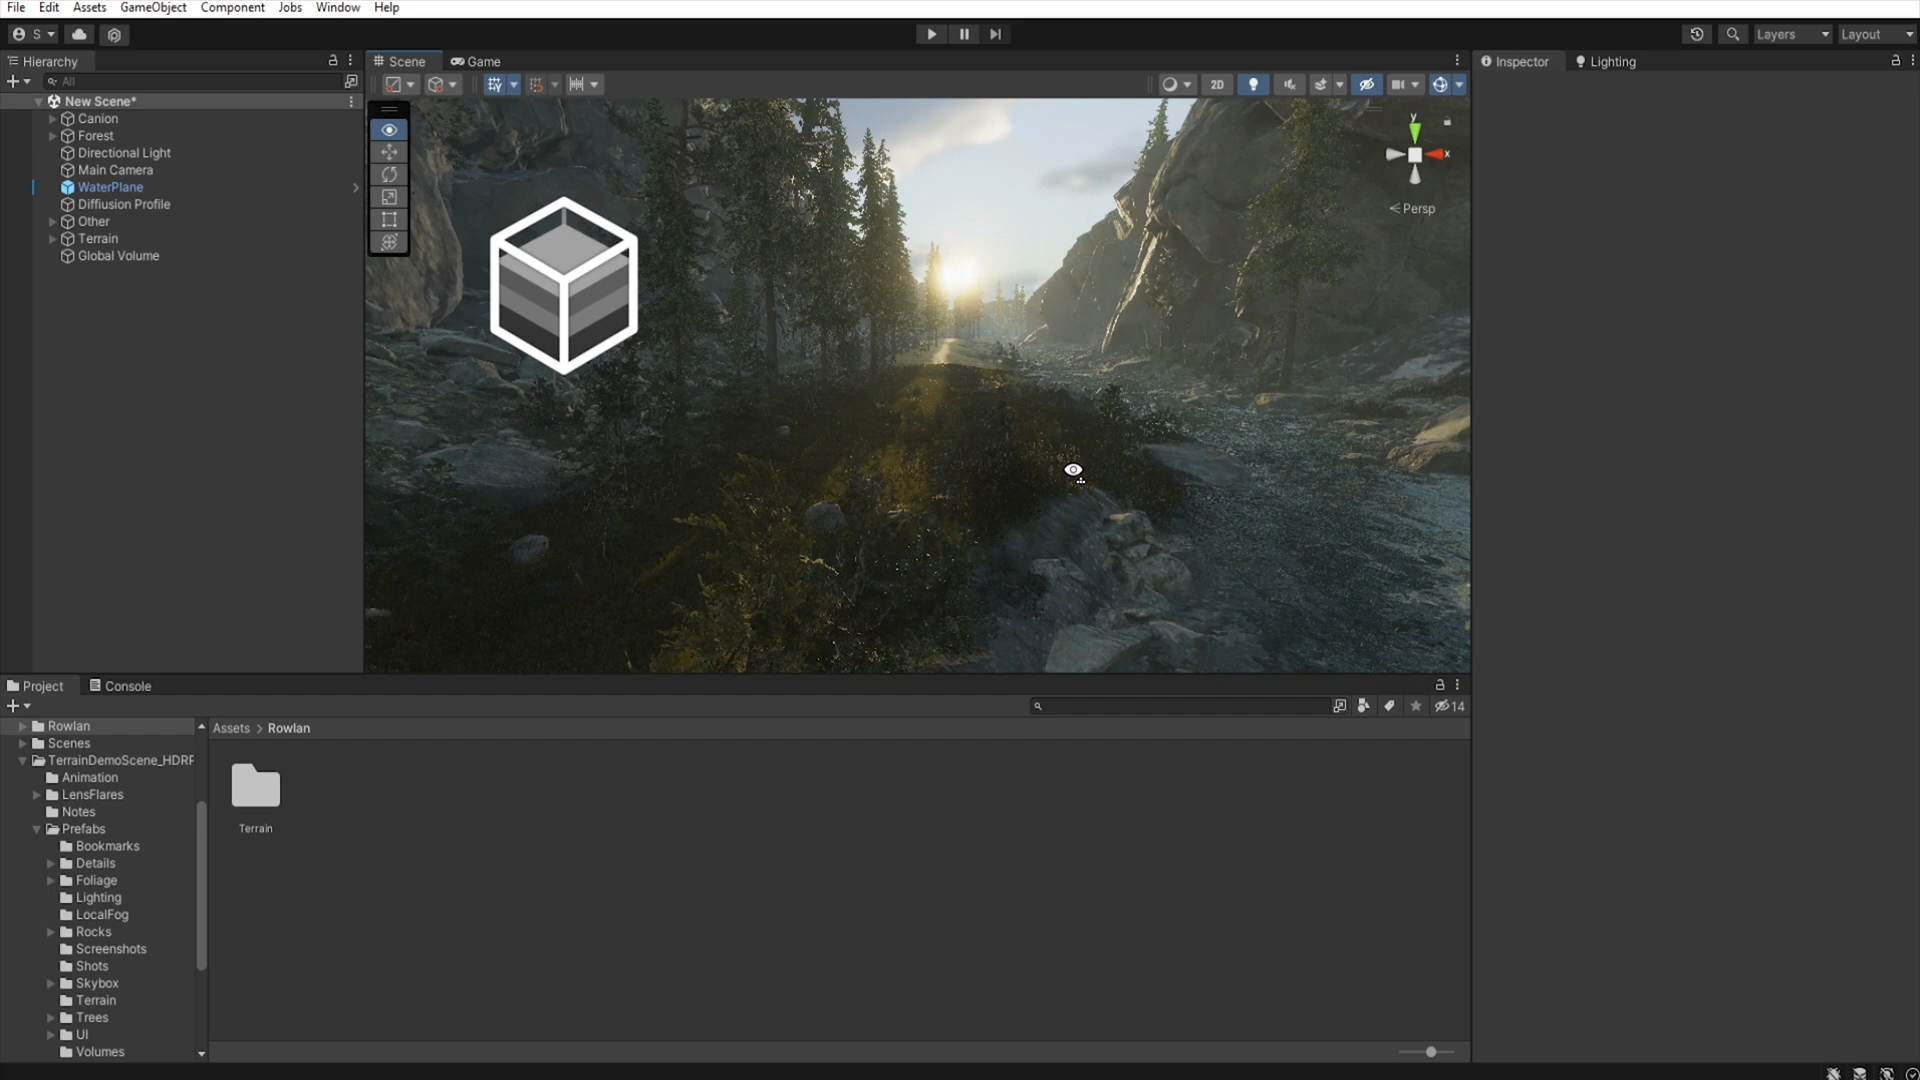 File Edit Assets GameObject Component Jobs Window Help
S Layers Layout
Hierarchy
All
New Scene*
Canion
Forest
Directional Light
Main Camera
WaterPlane
Diffiusion Profile
Other
Terrain
Global Volume
Scene Game
2D
y
x
Persp
Inspector Lighting
Project Console
14
Rowlan
Scenes
TerrainDemoScene_HDRP
Animation
LensFlares
Notes
Prefabs
Bookmarks
Details
Foliage
Lighting
LocalFog
Rocks
Screenshots
Shots
Skybox
Terrain
Trees
UI
Volumes
Assets > Rowlan
Terrain